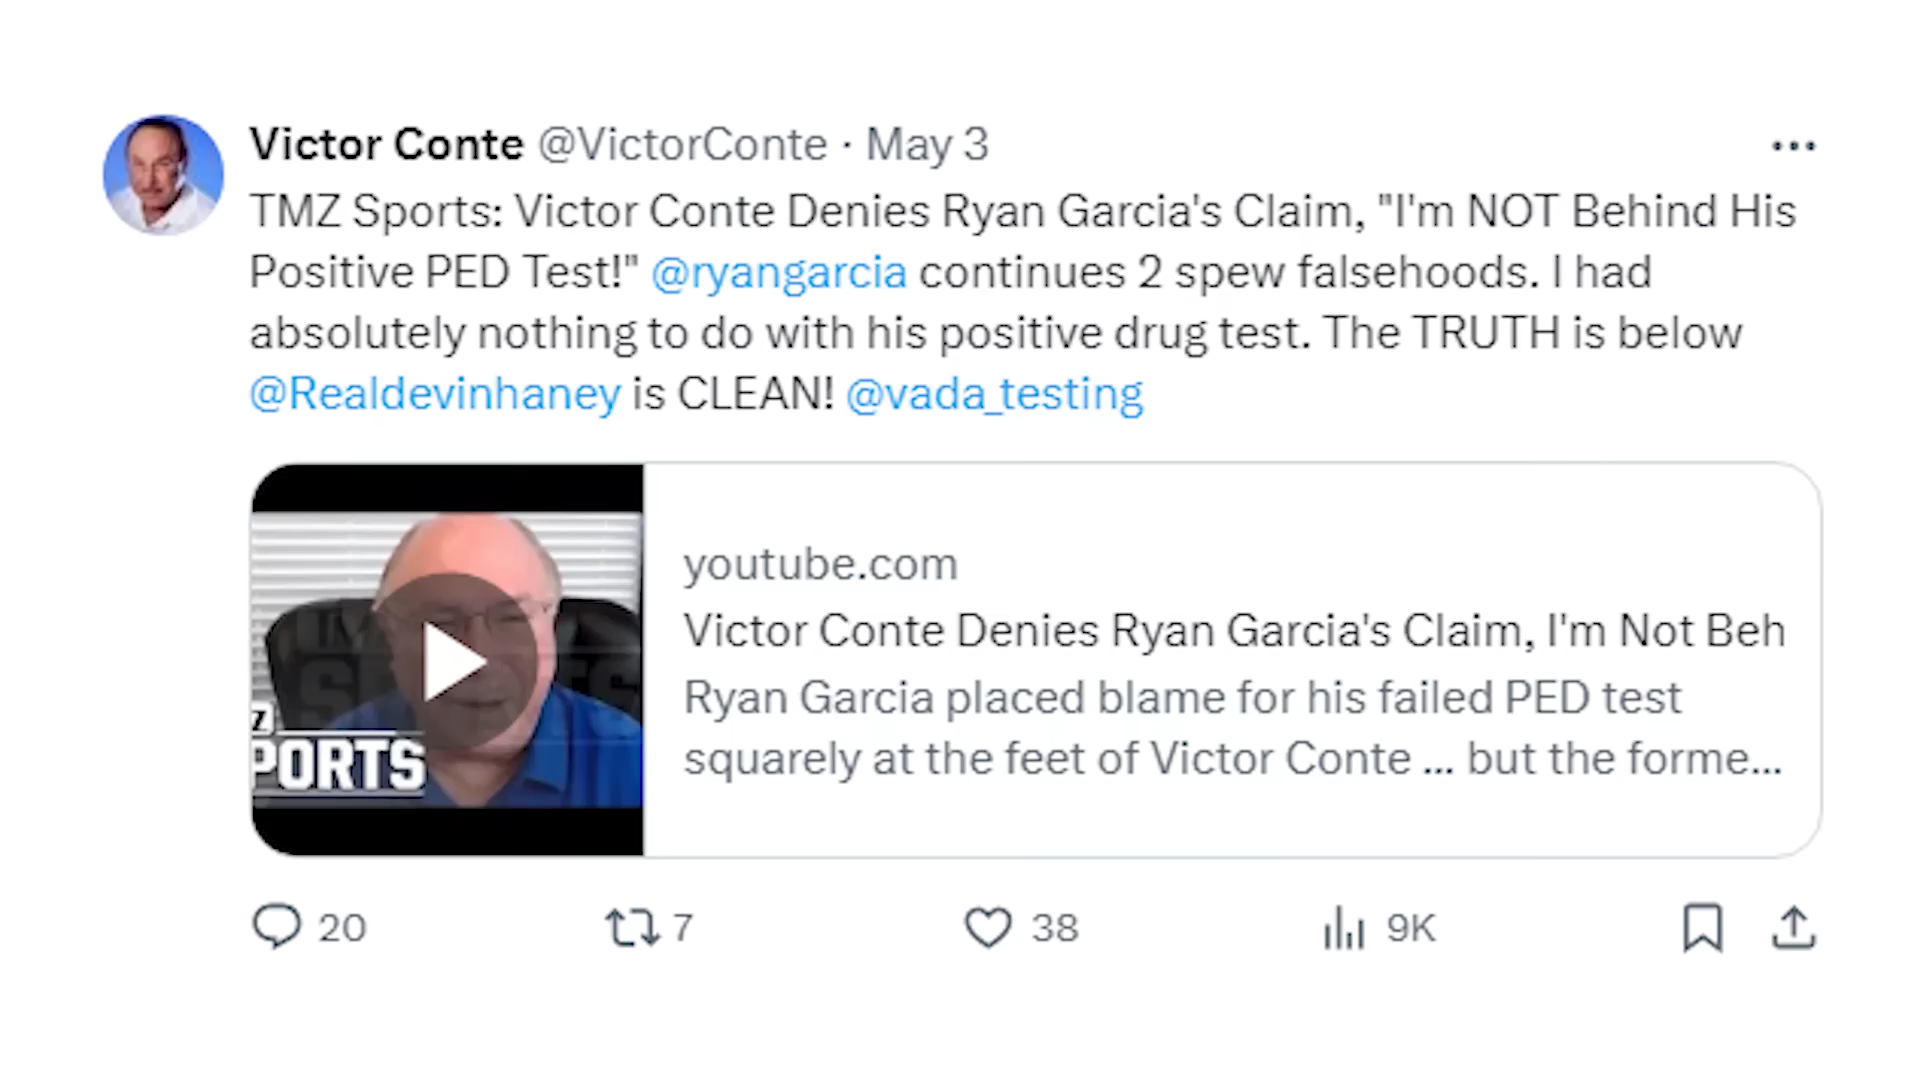 Victor Conte @VictorConte · May 3
TMZ Sports: Victor Conte Denies Ryan Garcia's Claim, "I'm NOT Behind His
Positive PED Test!" @ryangarcia continues 2 spew falsehoods. I had
absolutely nothing to do with his positive drug test. The TRUTH is below
@Realdevinhaney is CLEAN! @vada_testing
Z
PORTS
youtube.com
Victor Conte Denies Ryan Garcia's Claim, I'm Not Beh
Ryan Garcia placed blame for his failed PED test
squarely at the feet of Victor Conte ... but the forme...
20 7 38 9K